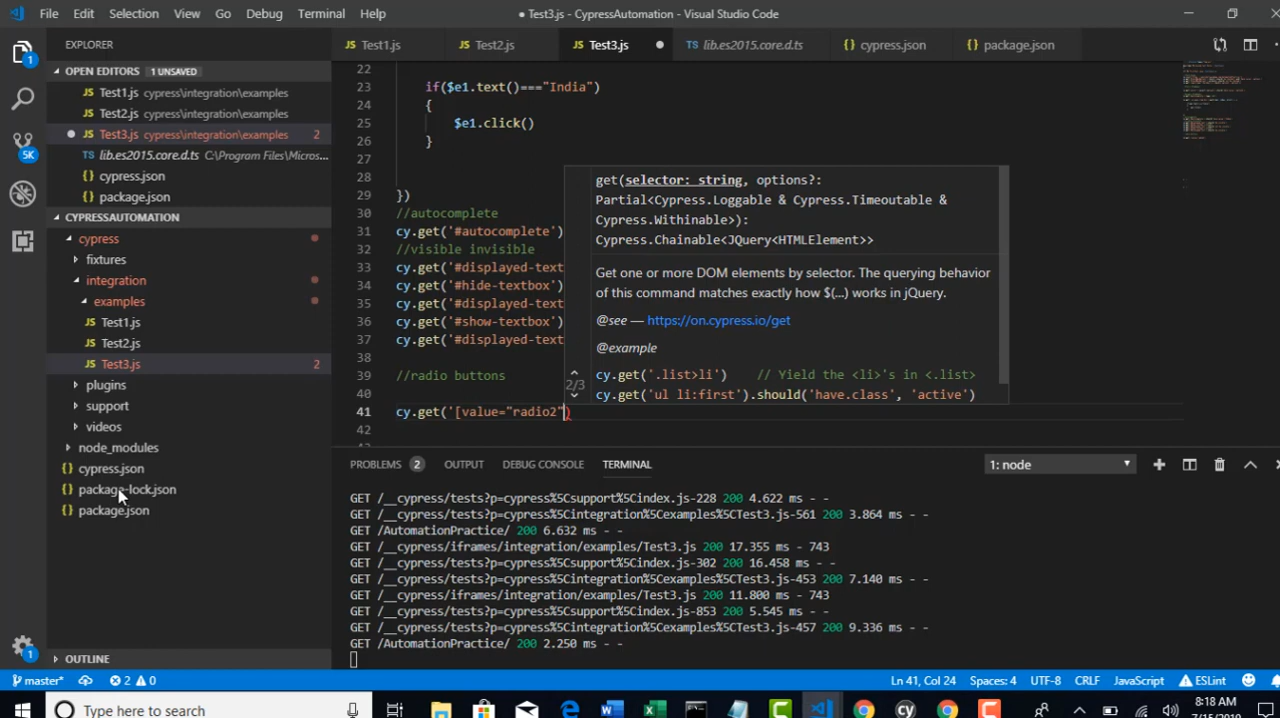 File Edit Selection View Go Debug Terminal Help
● Test3.js - CypressAutomation - Visual Studio Code
EXPLORER
JS Test1.js
JS Test2.js
JS Test3.js
TS lib.es2015.core.d.ts
{} cypress.json
{} package.json
OPEN EDITORS 1 UNSAVED
JS Test1.js cypress\integration\examples
JS Test2.js cypress\integration\examples
JS Test3.js cypress\integration\examples 2
TS lib.es2015.core.d.ts C:\Program Files\Micros...
{} cypress.json
{} package.json
CYPRESSAUTOMATION
cypress
fixtures
integration
examples
JS Test1.js
JS Test2.js
JS Test3.js 2
plugins
support
videos
node_modules
{} cypress.json
{} package-lock.json
{} package.json
OUTLINE
1
5K
1
22
23 if($e1.text()==="India")
24 {
25 $e1.click()
26 }
27
28
29 })
30 //autocomplete
31 cy.get('#autocomplete')
32 //visible invisible
33 cy.get('#displayed-text
34 cy.get('#hide-textbox')
35 cy.get('#displayed-text
36 cy.get('#show-textbox')
37 cy.get('#displayed-text
38
39 //radio buttons
40
41 cy.get('[value="radio2")
42
get(selector: string, options?:
Partial<Cypress.Loggable & Cypress.Timeoutable &
Cypress.Withinable>):
Cypress.Chainable<JQuery<HTMLElement>>
Get one or more DOM elements by selector. The querying behavior
of this command matches exactly how $(...) works in jQuery.
@see — https://on.cypress.io/get
@example
2/3
cy.get('.list>li') // Yield the <li>'s in <.list>
cy.get('ul li:first').should('have.class', 'active')
PROBLEMS 2 OUTPUT DEBUG CONSOLE TERMINAL 1: node
GET /__cypress/tests?p=cypress%5Csupport%5Cindex.js-228 200 4.622 ms - -
GET /__cypress/tests?p=cypress%5Cintegration%5Cexamples%5CTest3.js-561 200 3.864 ms - -
GET /AutomationPractice/ 200 6.632 ms - -
GET /__cypress/iframes/integration/examples/Test3.js 200 17.355 ms - 743
GET /__cypress/tests?p=cypress%5Csupport%5Cindex.js-302 200 16.458 ms - -
GET /__cypress/tests?p=cypress%5Cintegration%5Cexamples%5CTest3.js-453 200 7.140 ms - -
GET /__cypress/iframes/integration/examples/Test3.js 200 11.800 ms - 743
GET /__cypress/tests?p=cypress%5Csupport%5Cindex.js-853 200 5.545 ms - -
GET /__cypress/tests?p=cypress%5Cintegration%5Cexamples%5CTest3.js-457 200 9.336 ms - -
GET /AutomationPractice/ 200 2.250 ms - -
master* 2 0
Ln 41, Col 24 Spaces: 4 UTF-8 CRLF JavaScript ESLint
Type here to search
cy
8:18 AM